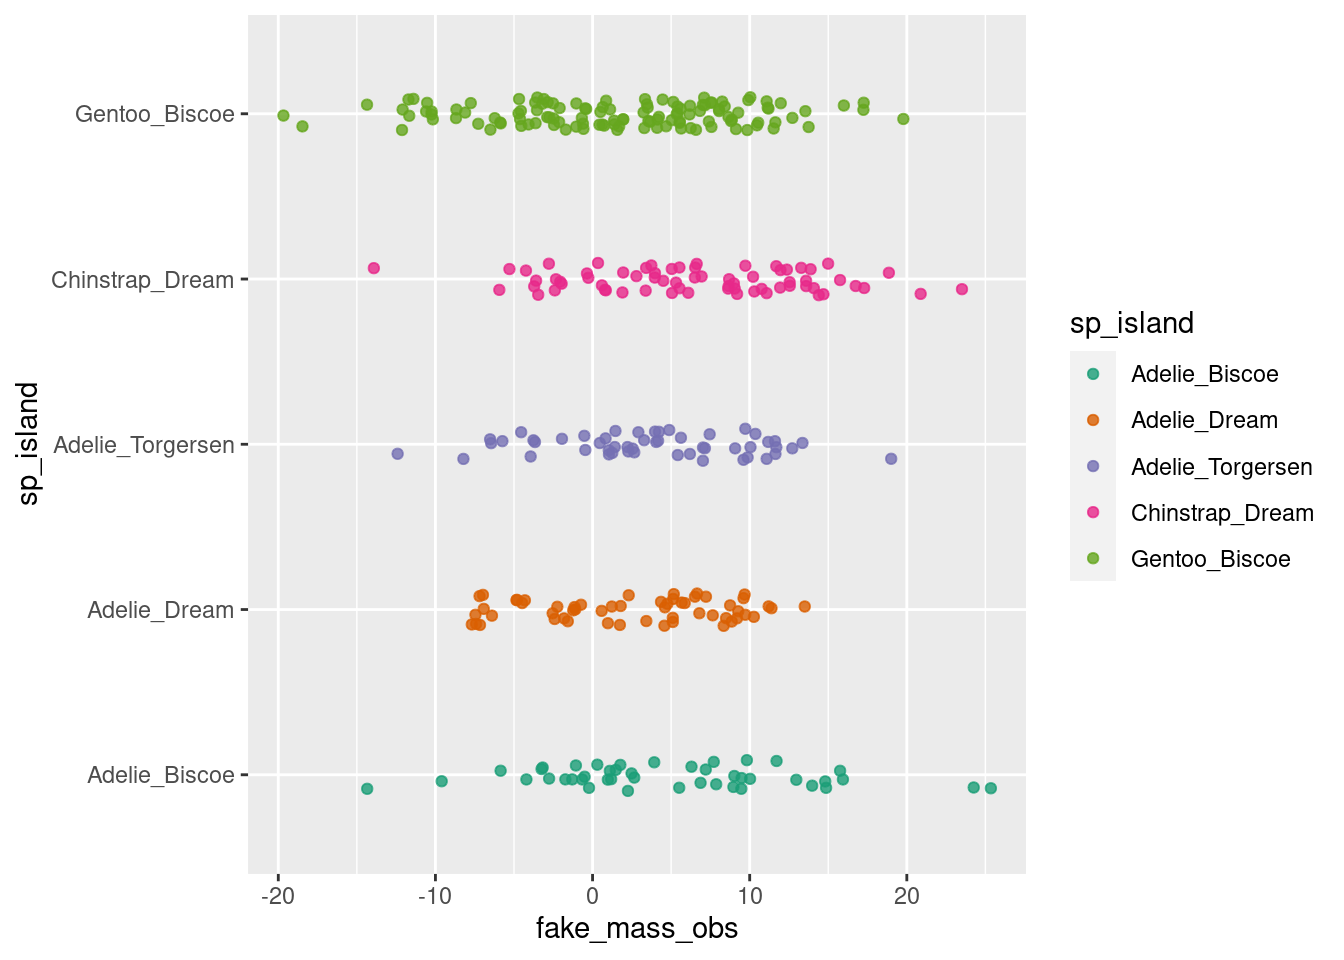 sp_island
Gentoo_Biscoe
Chinstrap_Dream
Adelie_Torgersen
Adelie_Dream
Adelie_Biscoe
-20
-10
0
10
20
fake_mass_obs
sp_island
Adelie_Biscoe
Adelie_Dream
Adelie_Torgersen
Chinstrap_Dream
Gentoo_Biscoe